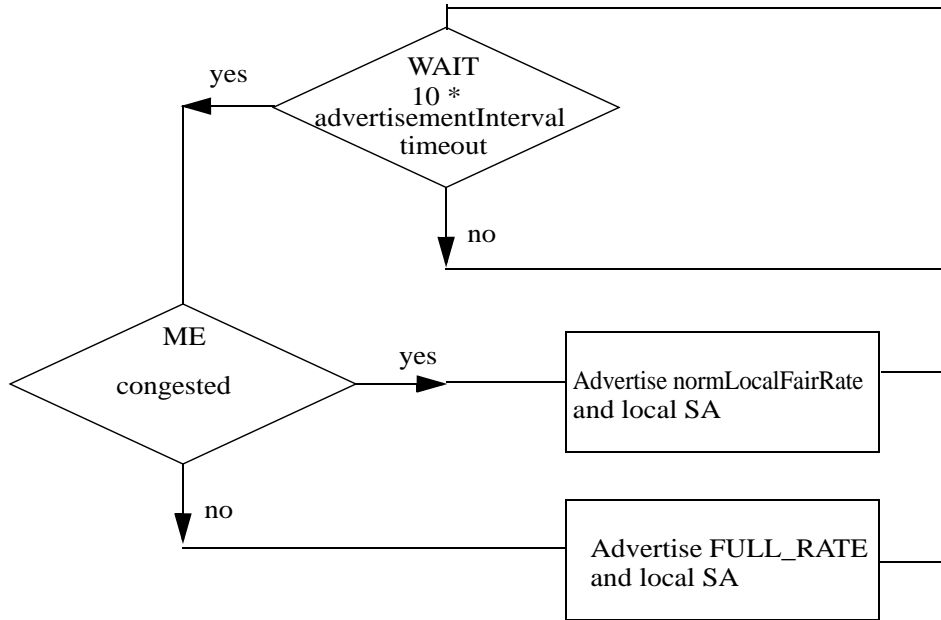 WAIT
10 *
advertisementInterval
timeout
yes
no
ME
congested
yes
Advertise normLocalFairRate
and local SA
no
Advertise FULL_RATE
and local SA